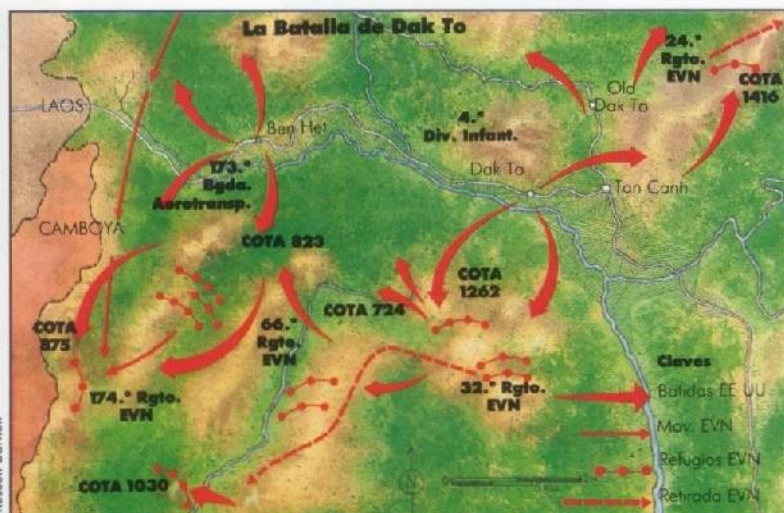 La Batalla de Dak To
24.°
Rgto.
EVN
COTA
1416
LAOS
Old
Dak To
Ben Het
4.°
Div. Infant.
173.°
Bgda.
Aerotransp.
Dak To
Tan Canh
CAMBOYA
COTA 823
COTA
1262
COTA 724
COTA
875
66.°
Rgto.
EVN
174.° Rgto.
EVN
32.° Rgto.
EVN
Claves
Batidas EE UU
Mov. EVN
Refugios EVN
Retirada EVN
COTA 1030
N